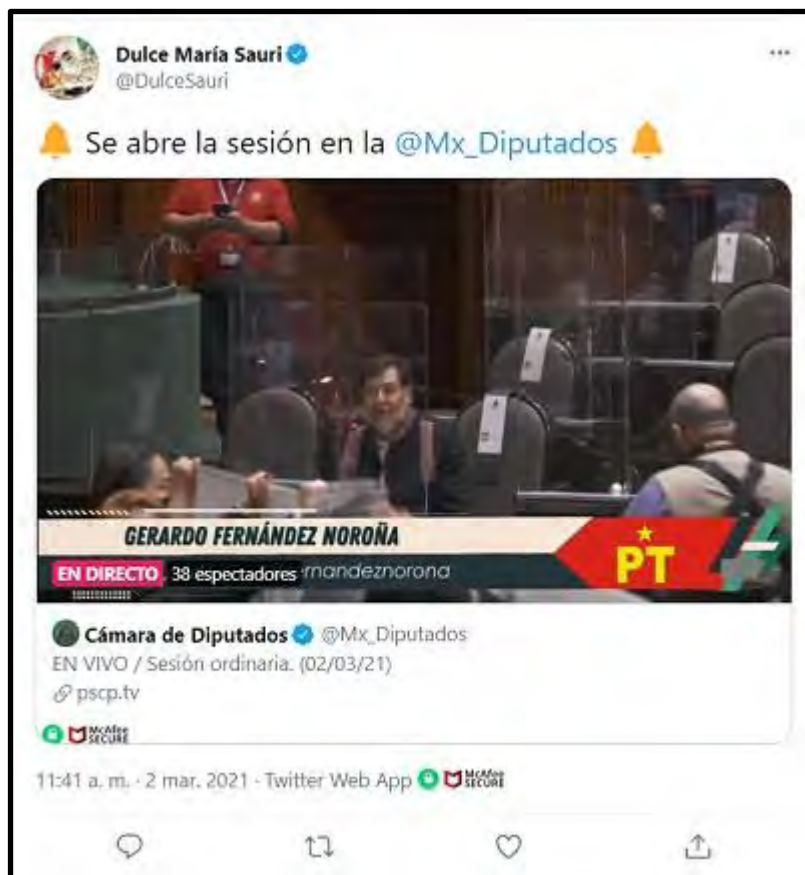 Dulce María Sauri
@DulceSauri
Se abre la sesión en la @Mx_Diputados
GERARDO FERNÁNDEZ NOROÑA
PT
EN DIRECTO 38 espectadores rnandeznorona
Cámara de Diputados @Mx_Diputados
EN VIVO / Sesión ordinaria. (02/03/21)
pscp.tv
McAfee
SECURE
11:41 a. m. · 2 mar. 2021 · Twitter Web App McAfee
SECURE